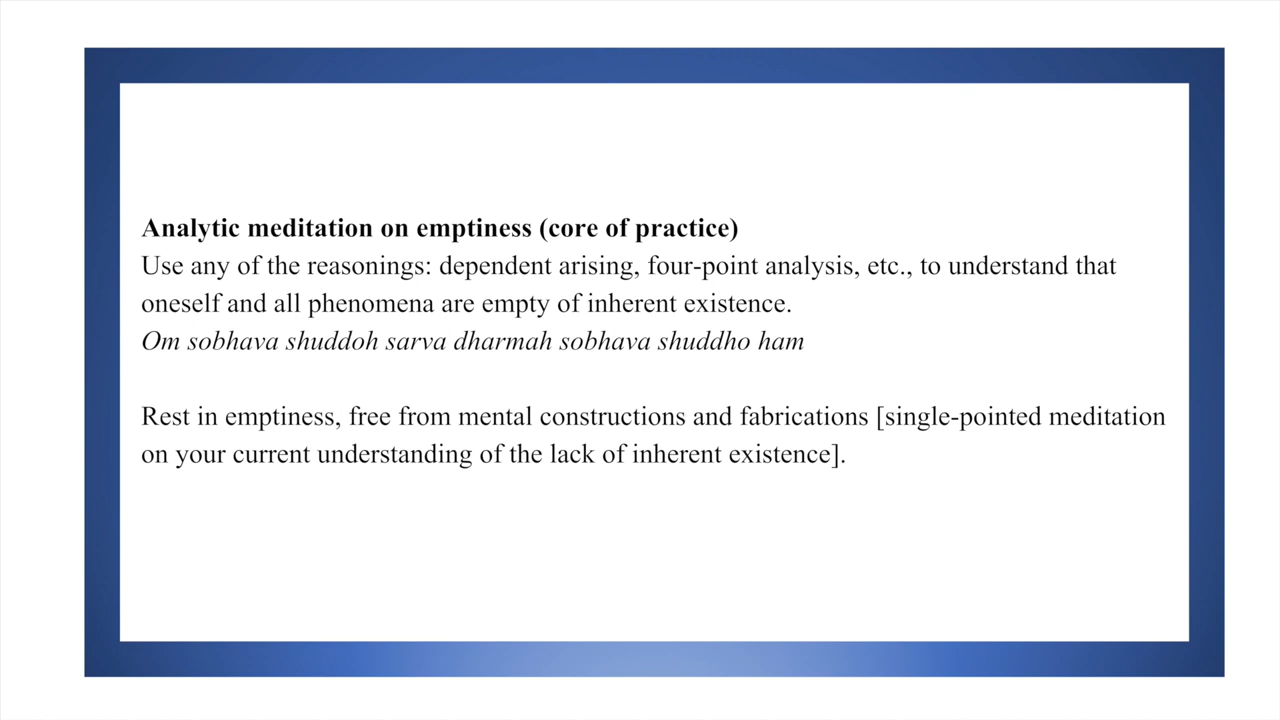 Analytic meditation on emptiness (core of practice)
Use any of the reasonings: dependent arising, four-point analysis, etc., to understand that
oneself and all phenomena are empty of inherent existence.
Om sobhava shuddoh sarva dharmah sobhava shuddho ham
Rest in emptiness, free from mental constructions and fabrications [single-pointed meditation
on your current understanding of the lack of inherent existence].